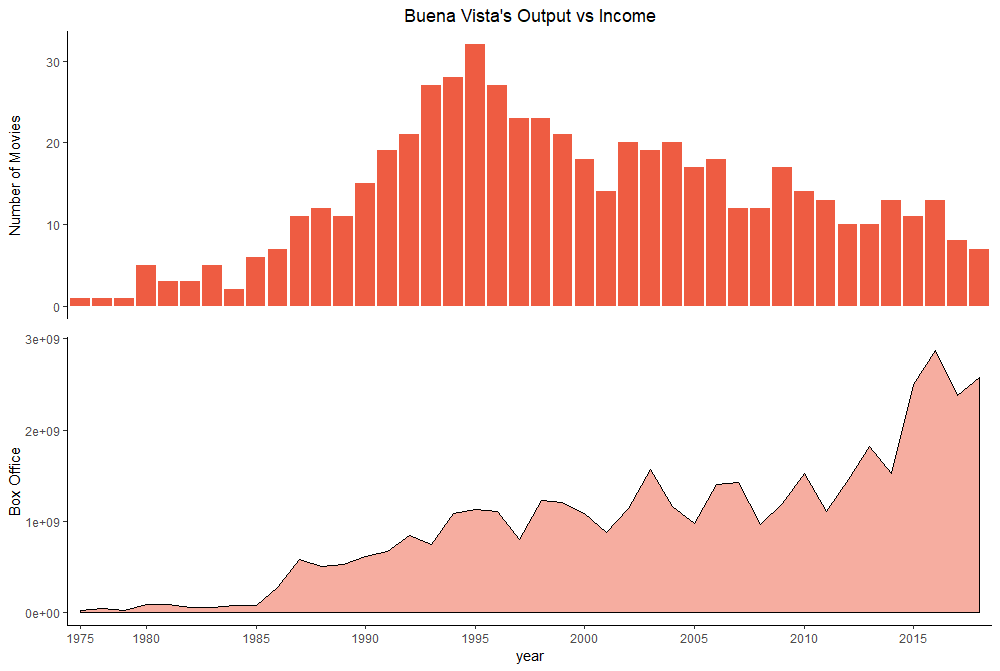 Buena Vista's Output vs Income
Number of Movies
30
20
10
0
Box Office
3e+09
2e+09
1e+09
0e+00
1975 1980 1985 1990 1995 2000 2005 2010 2015
year